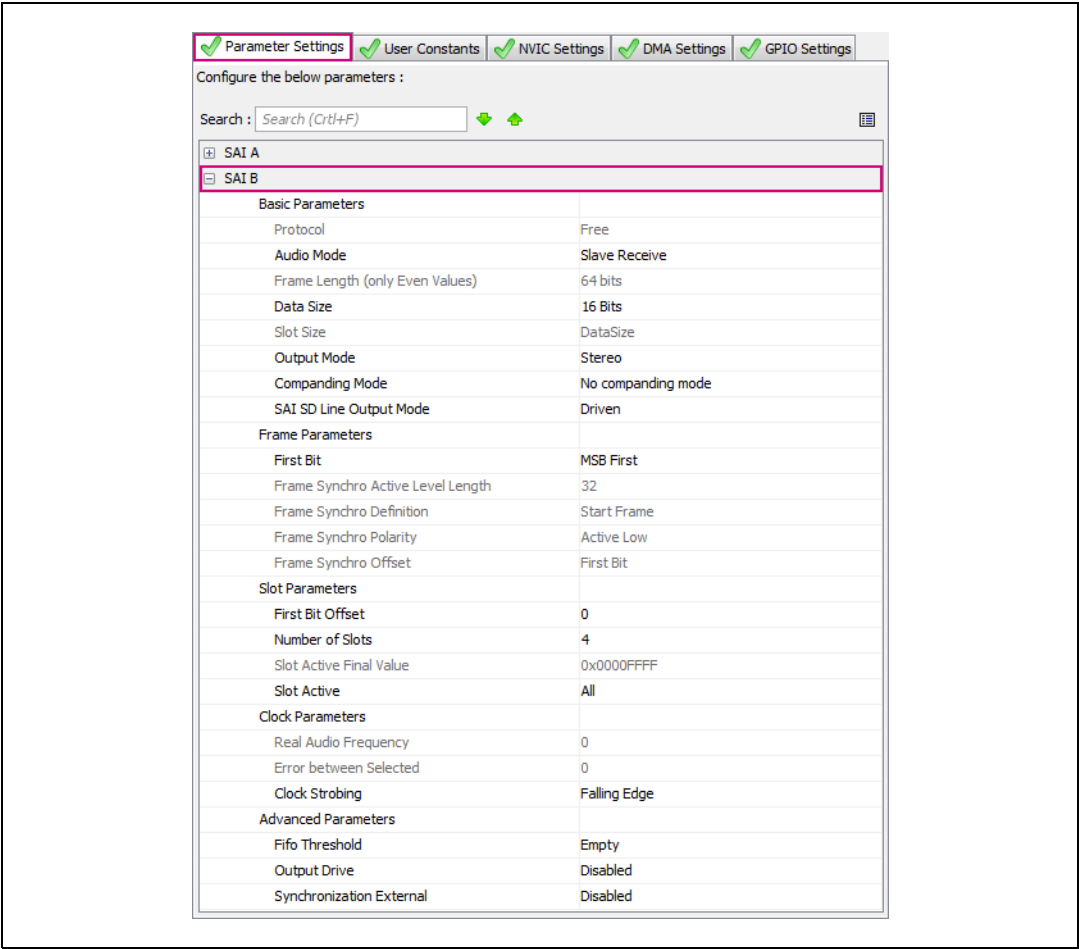 Parameter Settings User Constants NVIC Settings DMA Settings GPIO Settings
Configure the below parameters :
Search : Search (Crtl+F)
SAI A
SAI B
Basic Parameters
Protocol Free
Audio Mode Slave Receive
Frame Length (only Even Values) 64 bits
Data Size 16 Bits
Slot Size DataSize
Output Mode Stereo
Companding Mode No companding mode
SAI SD Line Output Mode Driven
Frame Parameters
First Bit MSB First
Frame Synchro Active Level Length 32
Frame Synchro Definition Start Frame
Frame Synchro Polarity Active Low
Frame Synchro Offset First Bit
Slot Parameters
First Bit Offset 0
Number of Slots 4
Slot Active Final Value 0x0000FFFF
Slot Active All
Clock Parameters
Real Audio Frequency 0
Error between Selected 0
Clock Strobing Falling Edge
Advanced Parameters
Fifo Threshold Empty
Output Drive Disabled
Synchronization External Disabled